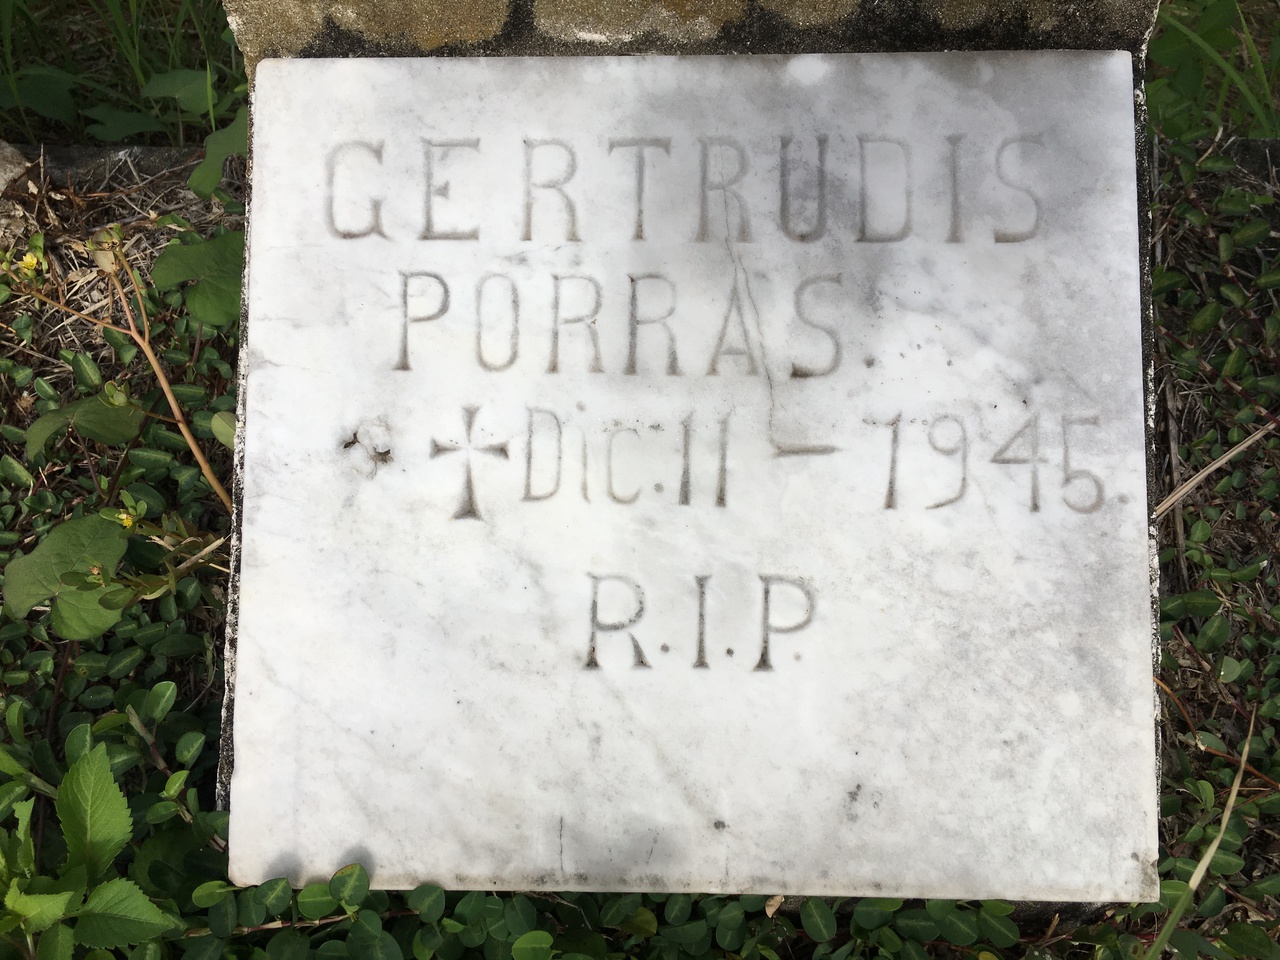 GERTRUDIS
PORRAS.
✝ Dic. 11 – 1945.
R.I.P.